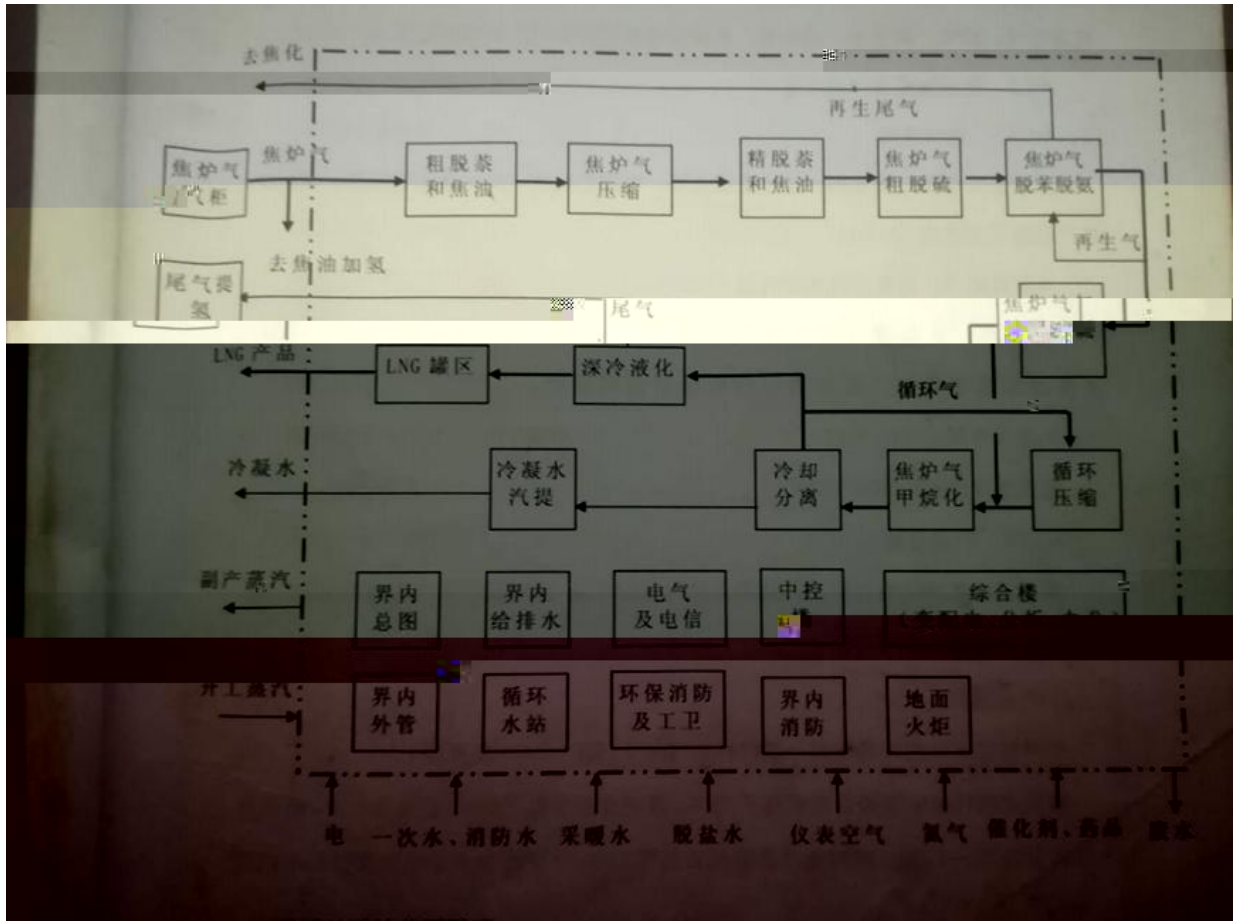 去焦化
再生尾气
焦炉气
气柜
焦炉气
粗脱萘
和焦油
焦炉气
压缩
精脱萘
和焦油
焦炉气
粗脱硫
焦炉气
脱苯脱氨
再生气
去焦油加氢
尾气提
氢
尾气
焦炉气
LNG 产品
LNG 罐区
深冷液化
循环气
冷凝水
冷凝水
汽提
冷却
分离
焦炉气
甲烷化
循环
压缩
副产蒸汽
界内
总图
界内
给排水
电气
及电信
中控
综合楼
开工蒸汽
界内
外管
循环
水站
环保消防
及工卫
界内
消防
地面
火炬
电
一次水、消防水
采暖水
脱盐水
仪表空气
氮气
催化剂、药品
废水